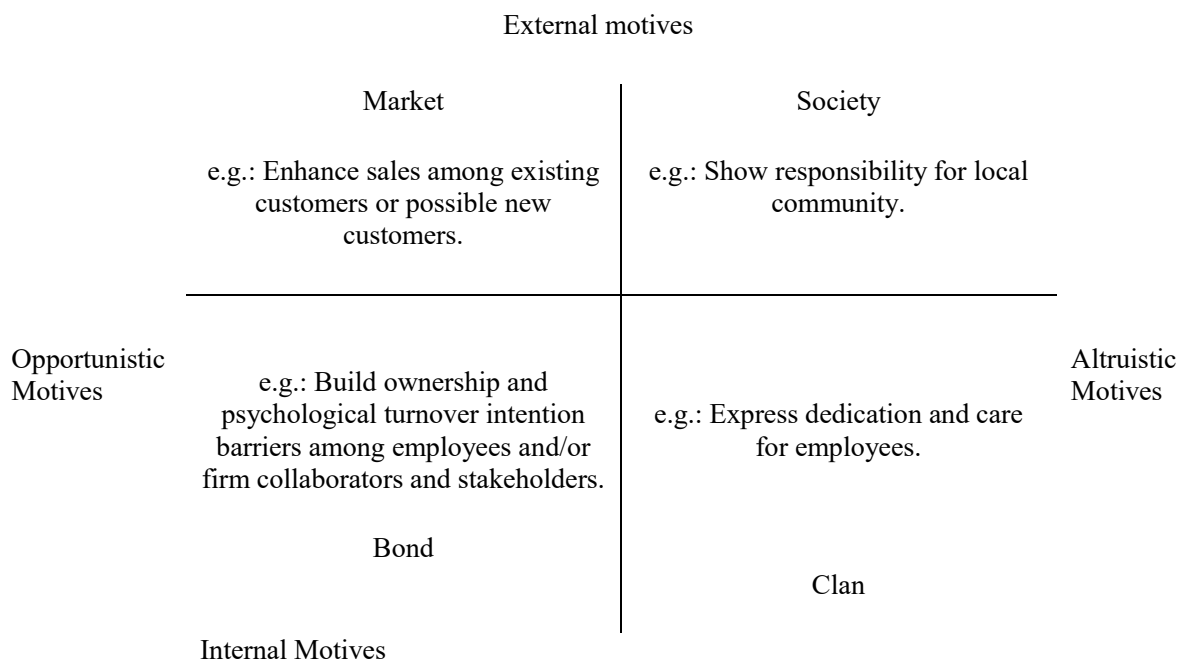 External motives
Market
Society
e.g.: Enhance sales among existing
customers or possible new
customers.
e.g.: Show responsibility for local
community.
Opportunistic
Motives
e.g.: Build ownership and
psychological turnover intention
barriers among employees and/or
firm collaborators and stakeholders.
Bond
e.g.: Express dedication and care
for employees.
Clan
Altruistic
Motives
Internal Motives